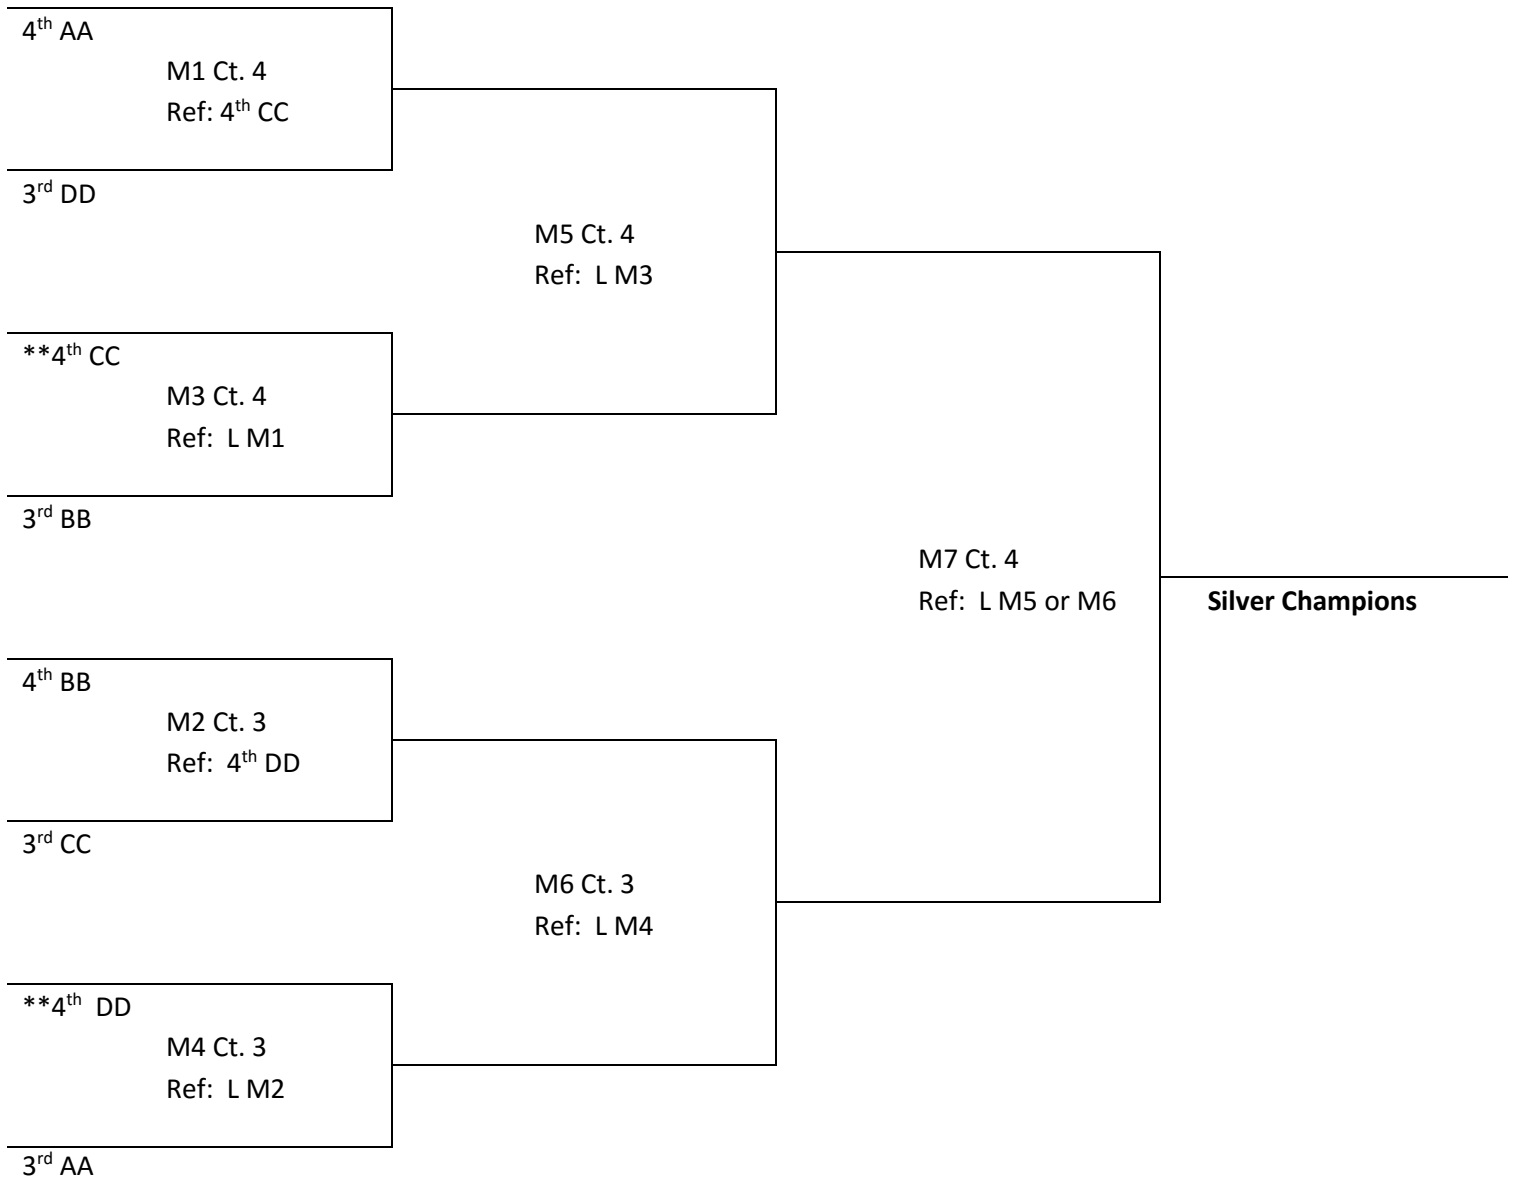 4th AA
M1 Ct. 4
Ref: 4th CC
3rd DD
M5 Ct. 4
Ref:  L M3
**4th CC
M3 Ct. 4
Ref:  L M1
3rd BB
M7 Ct. 4
Ref:  L M5 or M6
Silver Champions
4th BB
M2 Ct. 3
Ref:  4th DD
3rd CC
M6 Ct. 3
Ref:  L M4
**4th  DD
M4 Ct. 3
Ref:  L M2
3rd AA